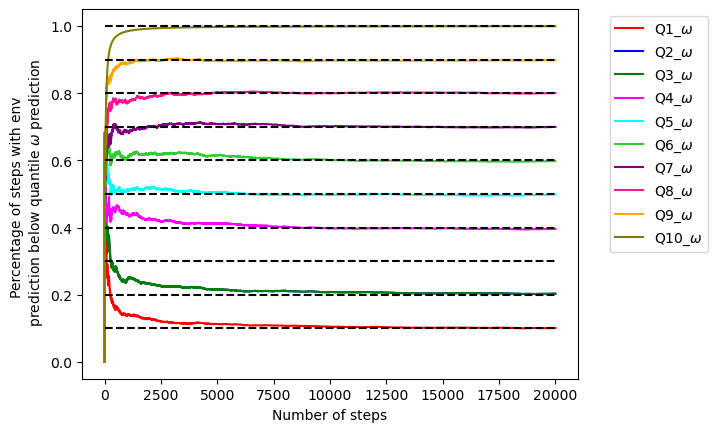 Percentage of steps with env
prediction below quantile ω prediction
1.0
0.8
0.6
0.4
0.2
0.0
0
2500
5000
7500
10000
12500
15000
17500
20000
Number of steps
Q1_ω
Q2_ω
Q3_ω
Q4_ω
Q5_ω
Q6_ω
Q7_ω
Q8_ω
Q9_ω
Q10_ω